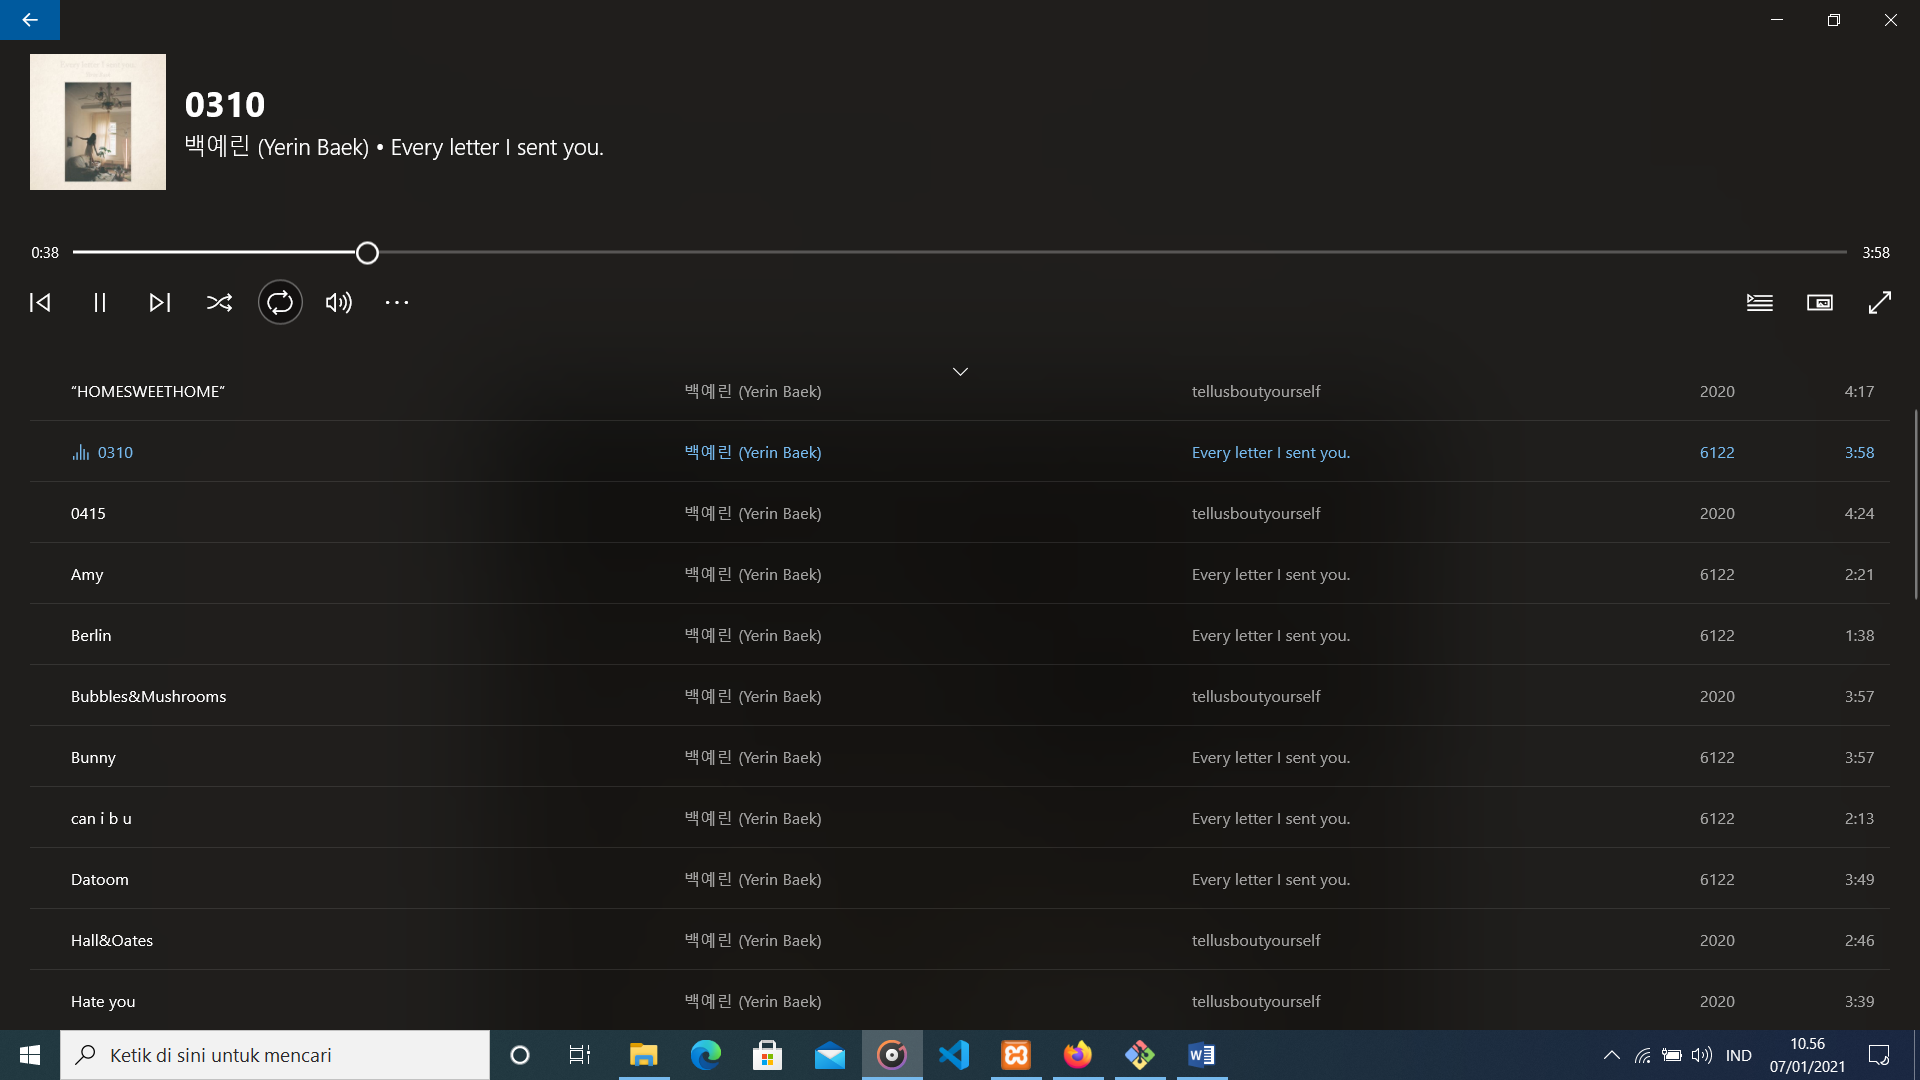 0310
백예린 (Yerin Baek) • Every letter I sent you.
0:38 3:58
“HOMESWEETHOME” 백예린 (Yerin Baek) tellusboutyourself 2020 4:17
0310 백예린 (Yerin Baek) Every letter I sent you. 6122 3:58
0415 백예린 (Yerin Baek) tellusboutyourself 2020 4:24
Amy 백예린 (Yerin Baek) Every letter I sent you. 6122 2:21
Berlin 백예린 (Yerin Baek) Every letter I sent you. 6122 1:38
Bubbles&Mushrooms 백예린 (Yerin Baek) tellusboutyourself 2020 3:57
Bunny 백예린 (Yerin Baek) Every letter I sent you. 6122 3:57
can i b u 백예린 (Yerin Baek) Every letter I sent you. 6122 2:13
Datoom 백예린 (Yerin Baek) Every letter I sent you. 6122 3:49
Hall&Oates 백예린 (Yerin Baek) tellusboutyourself 2020 2:46
Hate you 백예린 (Yerin Baek) tellusboutyourself 2020 3:39
Ketik di sini untuk mencari
IND
10.56
07/01/2021